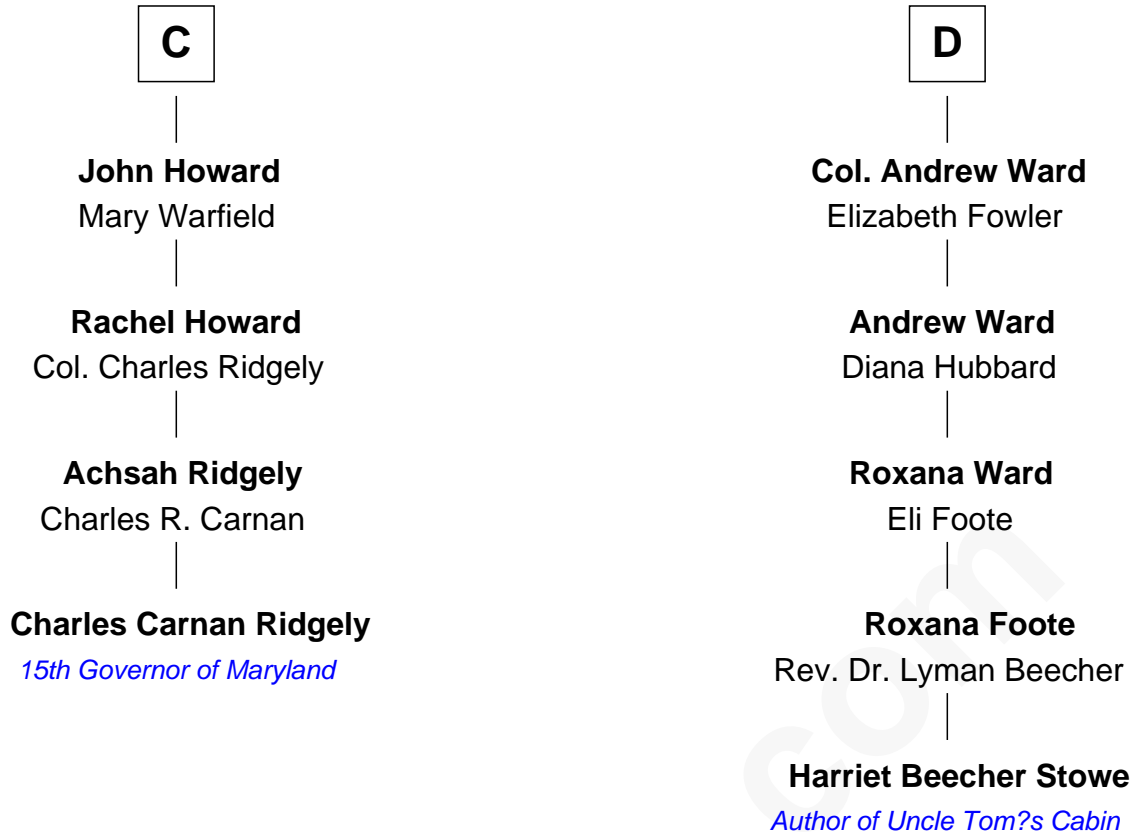 C
John Howard
Mary Warfield
Rachel Howard
Col. Charles Ridgely
Achsah Ridgely
Charles R. Carnan
Charles Carnan Ridgely
15th Governor of Maryland
D
Col. Andrew Ward
Elizabeth Fowler
Andrew Ward
Diana Hubbard
Roxana Ward
Eli Foote
Roxana Foote
Rev. Dr. Lyman Beecher
Harriet Beecher Stowe
Author of Uncle Tom?s Cabin
com